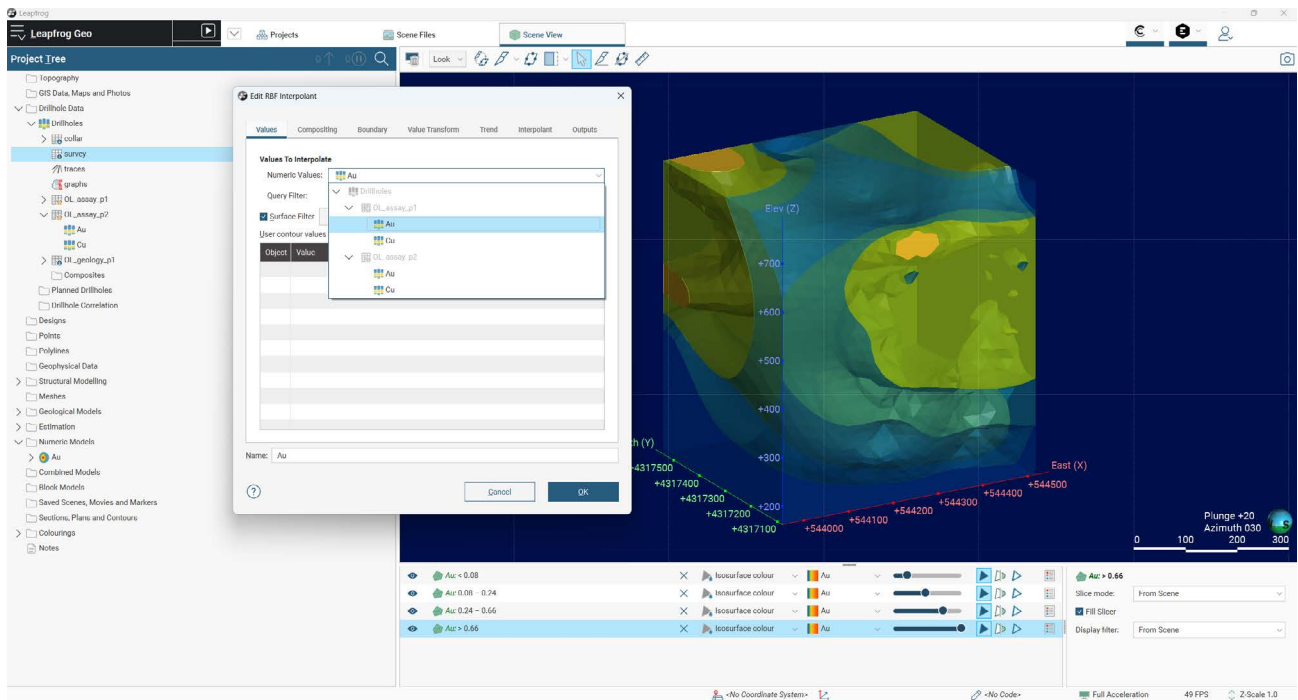 Leapfrog
Leapfrog Geo
Projects
Scene Files
Scene View
Project Tree
Look
Topography
GIS Data, Maps and Photos
Drillhole Data
Drillholes
collar
survey
traces
graphs
OL_assay_p1
OL_assay_p2
Au
Cu
OL_geology_p1
Composites
Planned Drillholes
Drillhole Correlation
Designs
Points
Polylines
Geophysical Data
Structural Modelling
Meshes
Geological Models
Estimation
Numeric Models
Au
Combined Models
Block Models
Saved Scenes, Movies and Markers
Sections, Plans and Contours
Colourings
Notes
Edit RBF Interpolant
Values Compositing Boundary Value Transform Trend Interpolant Outputs
Values To Interpolate
Numeric Values: Au
Query Filter:
Surface Filter
User contour values
Object Value
Drillholes
OL_assay_p1
Au
Cu
OL_assay_p2
Au
Cu
Name: Au
Cancel OK
Elev (Z)
+700
+600
+500
+400
+300
+200
th (Y)
+4317500
+4317400
+4317300
+4317200
+4317100
East (X)
+544500
+544400
+544300
+544200
+544100
+544000
Plunge +20
Azimuth 030
0 100 200 300
Au: < 0.08 Isosurface colour Au
Au: 0.08 – 0.24 Isosurface colour Au
Au: 0.24 – 0.66 Isosurface colour Au
Au: > 0.66 Isosurface colour Au
Au: > 0.66
Slice mode: From Scene
Fill Slicer
Display filter: From Scene
<No Coordinate System> <No Code> Full Acceleration 49 FPS Z-Scale 1.0